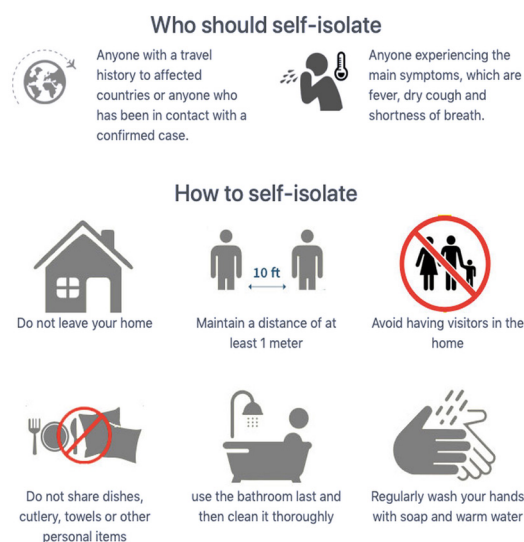 Who should self-isolate
Anyone with a travel
history to affected
countries or anyone who
has been in contact with a
confirmed case.
Anyone experiencing the
main symptoms, which are
fever, dry cough and
shortness of breath.
How to self-isolate
Do not leave your home
10 ft
Maintain a distance of at
least 1 meter
Avoid having visitors in the
home
Do not share dishes,
cutlery, towels or other
personal items
use the bathroom last and
then clean it thoroughly
Regularly wash your hands
with soap and warm water